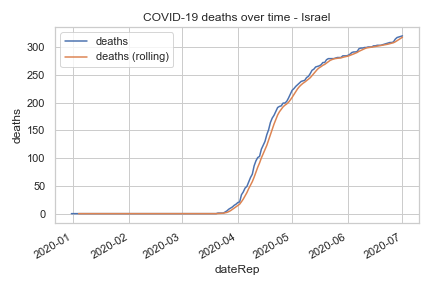 COVID-19 deaths over time - Israel
deaths
deaths (rolling)
300
250
200
150
100
50
0
deaths
2020-01
2020-02
2020-03
2020-04
2020-05
2020-06
2020-07
dateRep